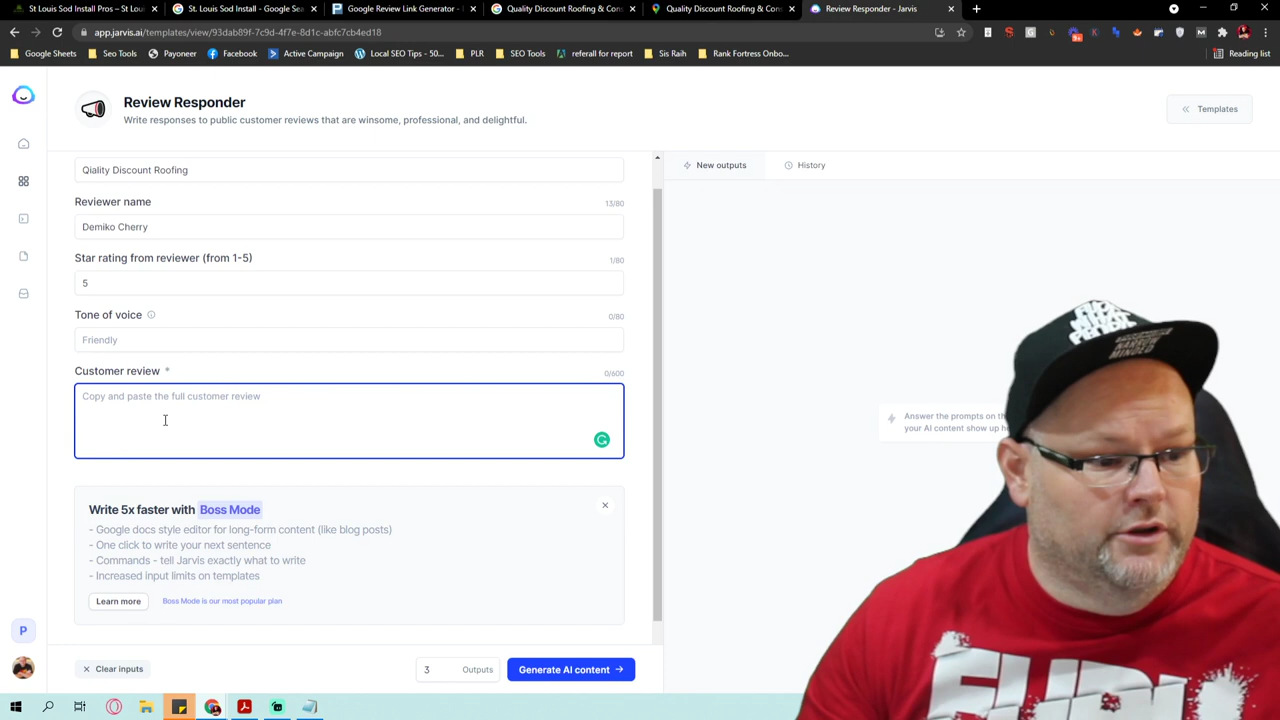 St Louis Sod Install Pros – St Lou
St. Louis Sod Install - Google Sea
Google Review Link Generator -
Quality Discount Roofing & Cons
Quality Discount Roofing & Con
Review Responder - Jarvis
app.jarvis.ai/templates/view/93dab89f-7c9d-4f7e-8d1c-abfc7cb4ed18
Google Sheets
Seo Tools
Payoneer
Facebook
Active Campaign
Local SEO Tips - 50...
PLR
SEO Tools
referall for report
Sis Raih
Rank Fortress Onbo...
Reading list
Review Responder
Write responses to public customer reviews that are winsome, professional, and delightful.
Templates
Qiality Discount Roofing
New outputs
History
Reviewer name
13/80
Demiko Cherry
Star rating from reviewer (from 1-5)
1/80
5
Tone of voice
0/80
Friendly
Customer review *
0/600
Copy and paste the full customer review
Answer the prompts on th
your AI content show up h
Write 5x faster with Boss Mode
- Google docs style editor for long-form content (like blog posts)
- One click to write your next sentence
- Commands - tell Jarvis exactly what to write
- Increased input limits on templates
Learn more
Boss Mode is our most popular plan
P
Clear inputs
3 Outputs
Generate AI content